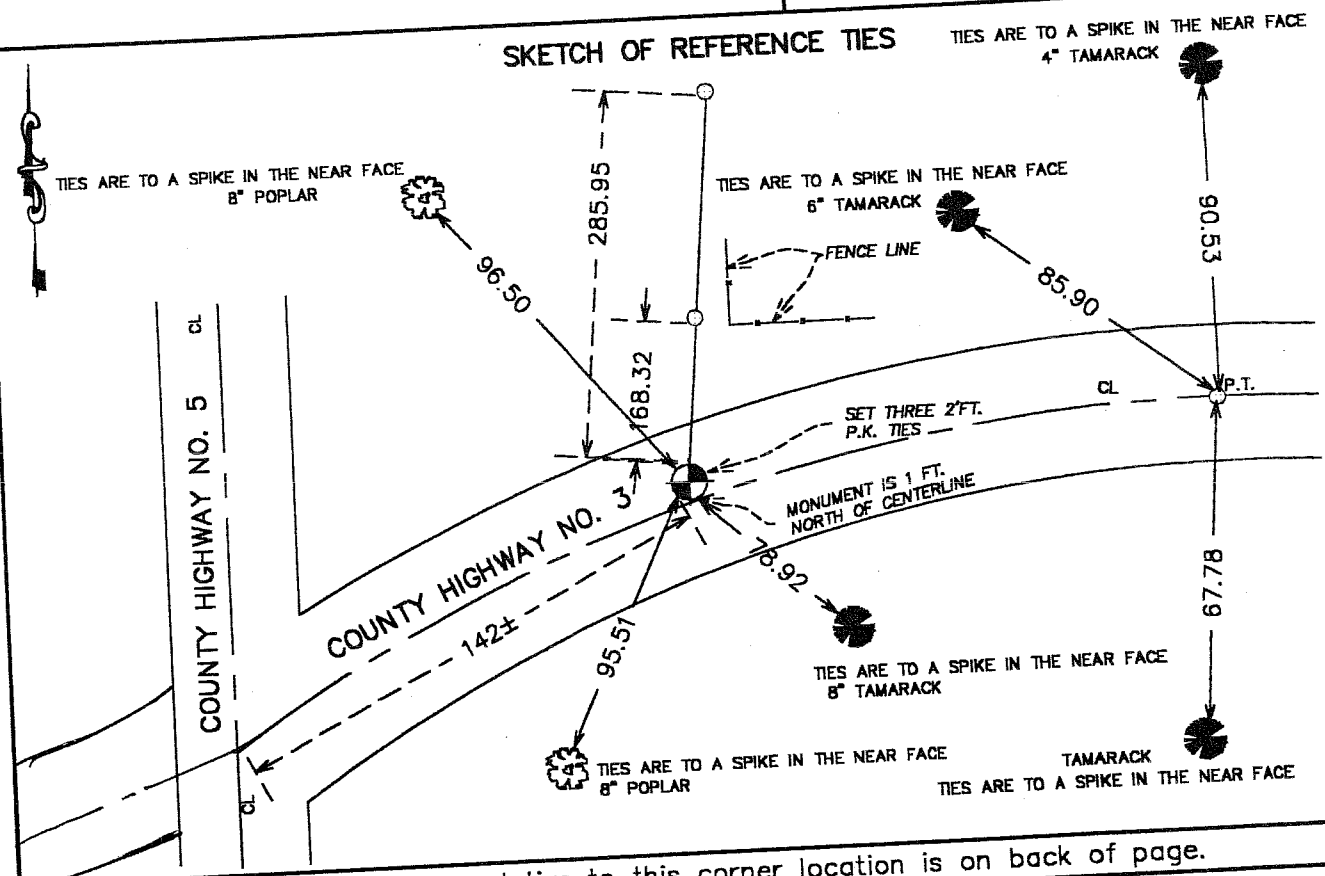 SKETCH OF REFERENCE TIES
TIES ARE TO A SPIKE IN THE NEAR FACE
4" TAMARACK
TIES ARE TO A SPIKE IN THE NEAR FACE
8" POPLAR
TIES ARE TO A SPIKE IN THE NEAR FACE
6" TAMARACK
FENCE LINE
285.95
96.50
90.53
85.90
168.32
CL
CL
P.T.
SET THREE 2'FT.
P.K. TIES
MONUMENT IS 1 FT.
NORTH OF CENTERLINE
COUNTY HIGHWAY NO. 5
COUNTY HIGHWAY NO. 3
142±
95.51
78.92
87.79
TIES ARE TO A SPIKE IN THE NEAR FACE
8" TAMARACK
TIES ARE TO A SPIKE IN THE NEAR FACE
8" POPLAR
TAMARACK
TIES ARE TO A SPIKE IN THE NEAR FACE
CL
to this corner location is on back of page.